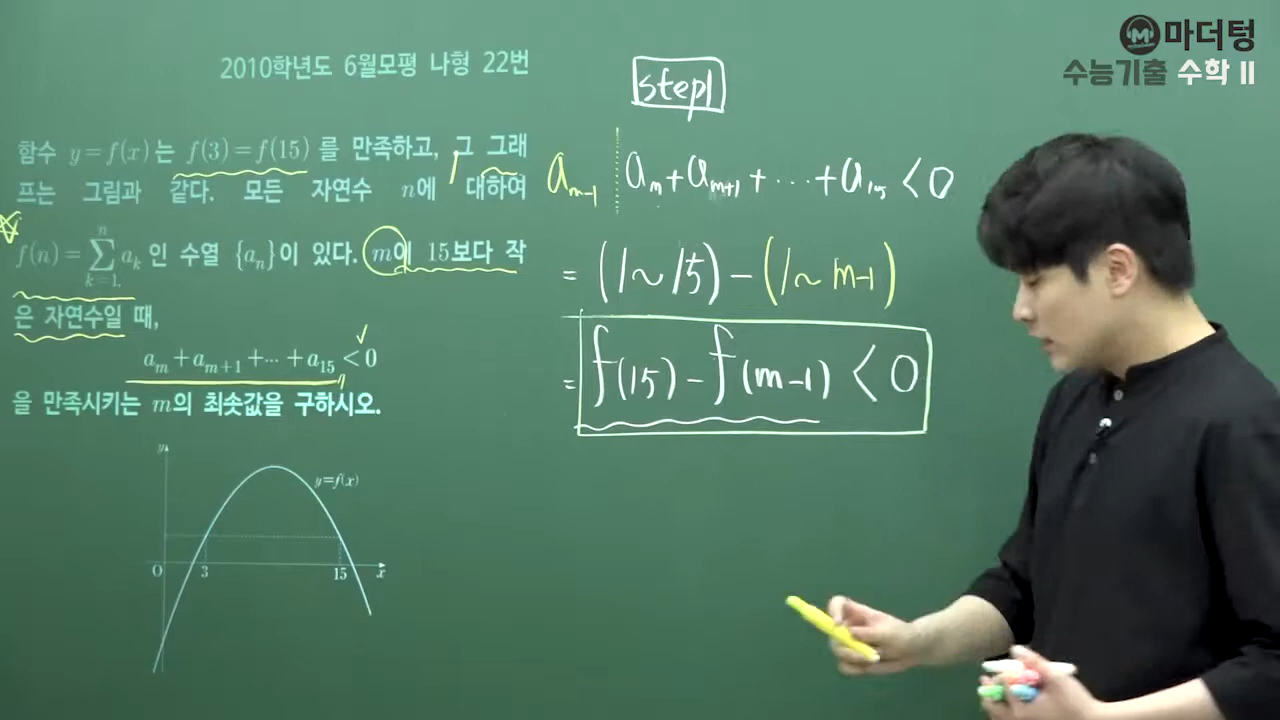 마더텅
수능기출 수학 II
2010학년도 6월모평 나형 22번
함수 y=f(x)는 f(3)=f(15)를 만족하고, 그 그래
프는 그림과 같다. 모든 자연수 n에 대하여
f(n)=∑_{k=1}^{n} a_k 인 수열 {a_n}이 있다. m이 15보다 작
은 자연수일 때,
a_m+a_{m+1}+⋯+a_{15}<0
을 만족시키는 m의 최솟값을 구하시오.
y
y=f(x)
O 3 15 x
step1
a_{m-1} a_m+a_{m+1}+⋯+a_{15}<0
=(1~15)-(1~m-1)
=f(15)-f(m-1)<0